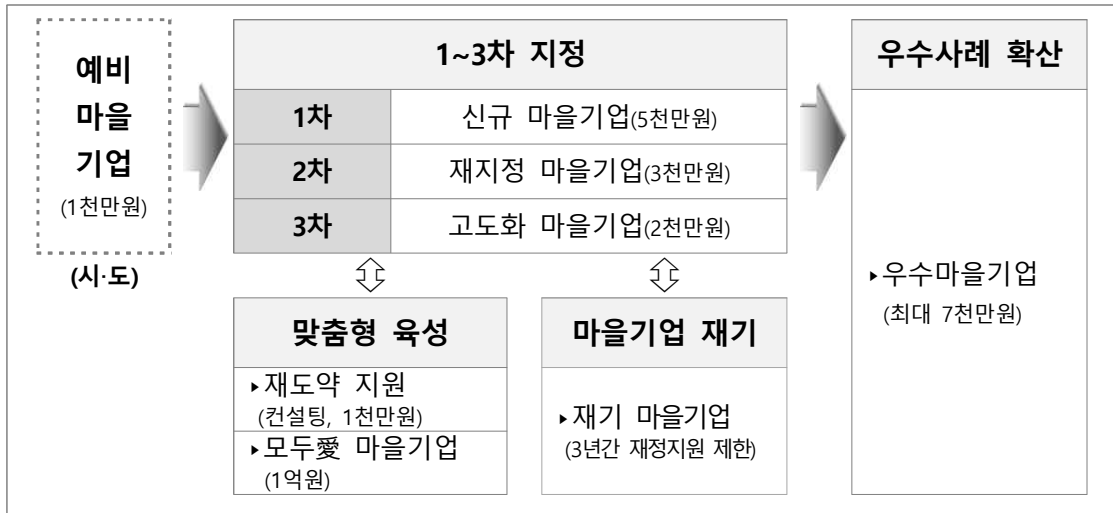 예비
마을
기업
(1천만원)
(시·도)
1~3차 지정
1차 신규 마을기업(5천만원)
2차 재지정 마을기업(3천만원)
3차 고도화 마을기업(2천만원)
맞춤형 육성
▸재도약 지원
(컨설팅, 1천만원)
▸모두愛 마을기업
(1억원)
마을기업 재기
▸재기 마을기업
(3년간 재정지원 제한)
우수사례 확산
▸우수마을기업
(최대 7천만원)